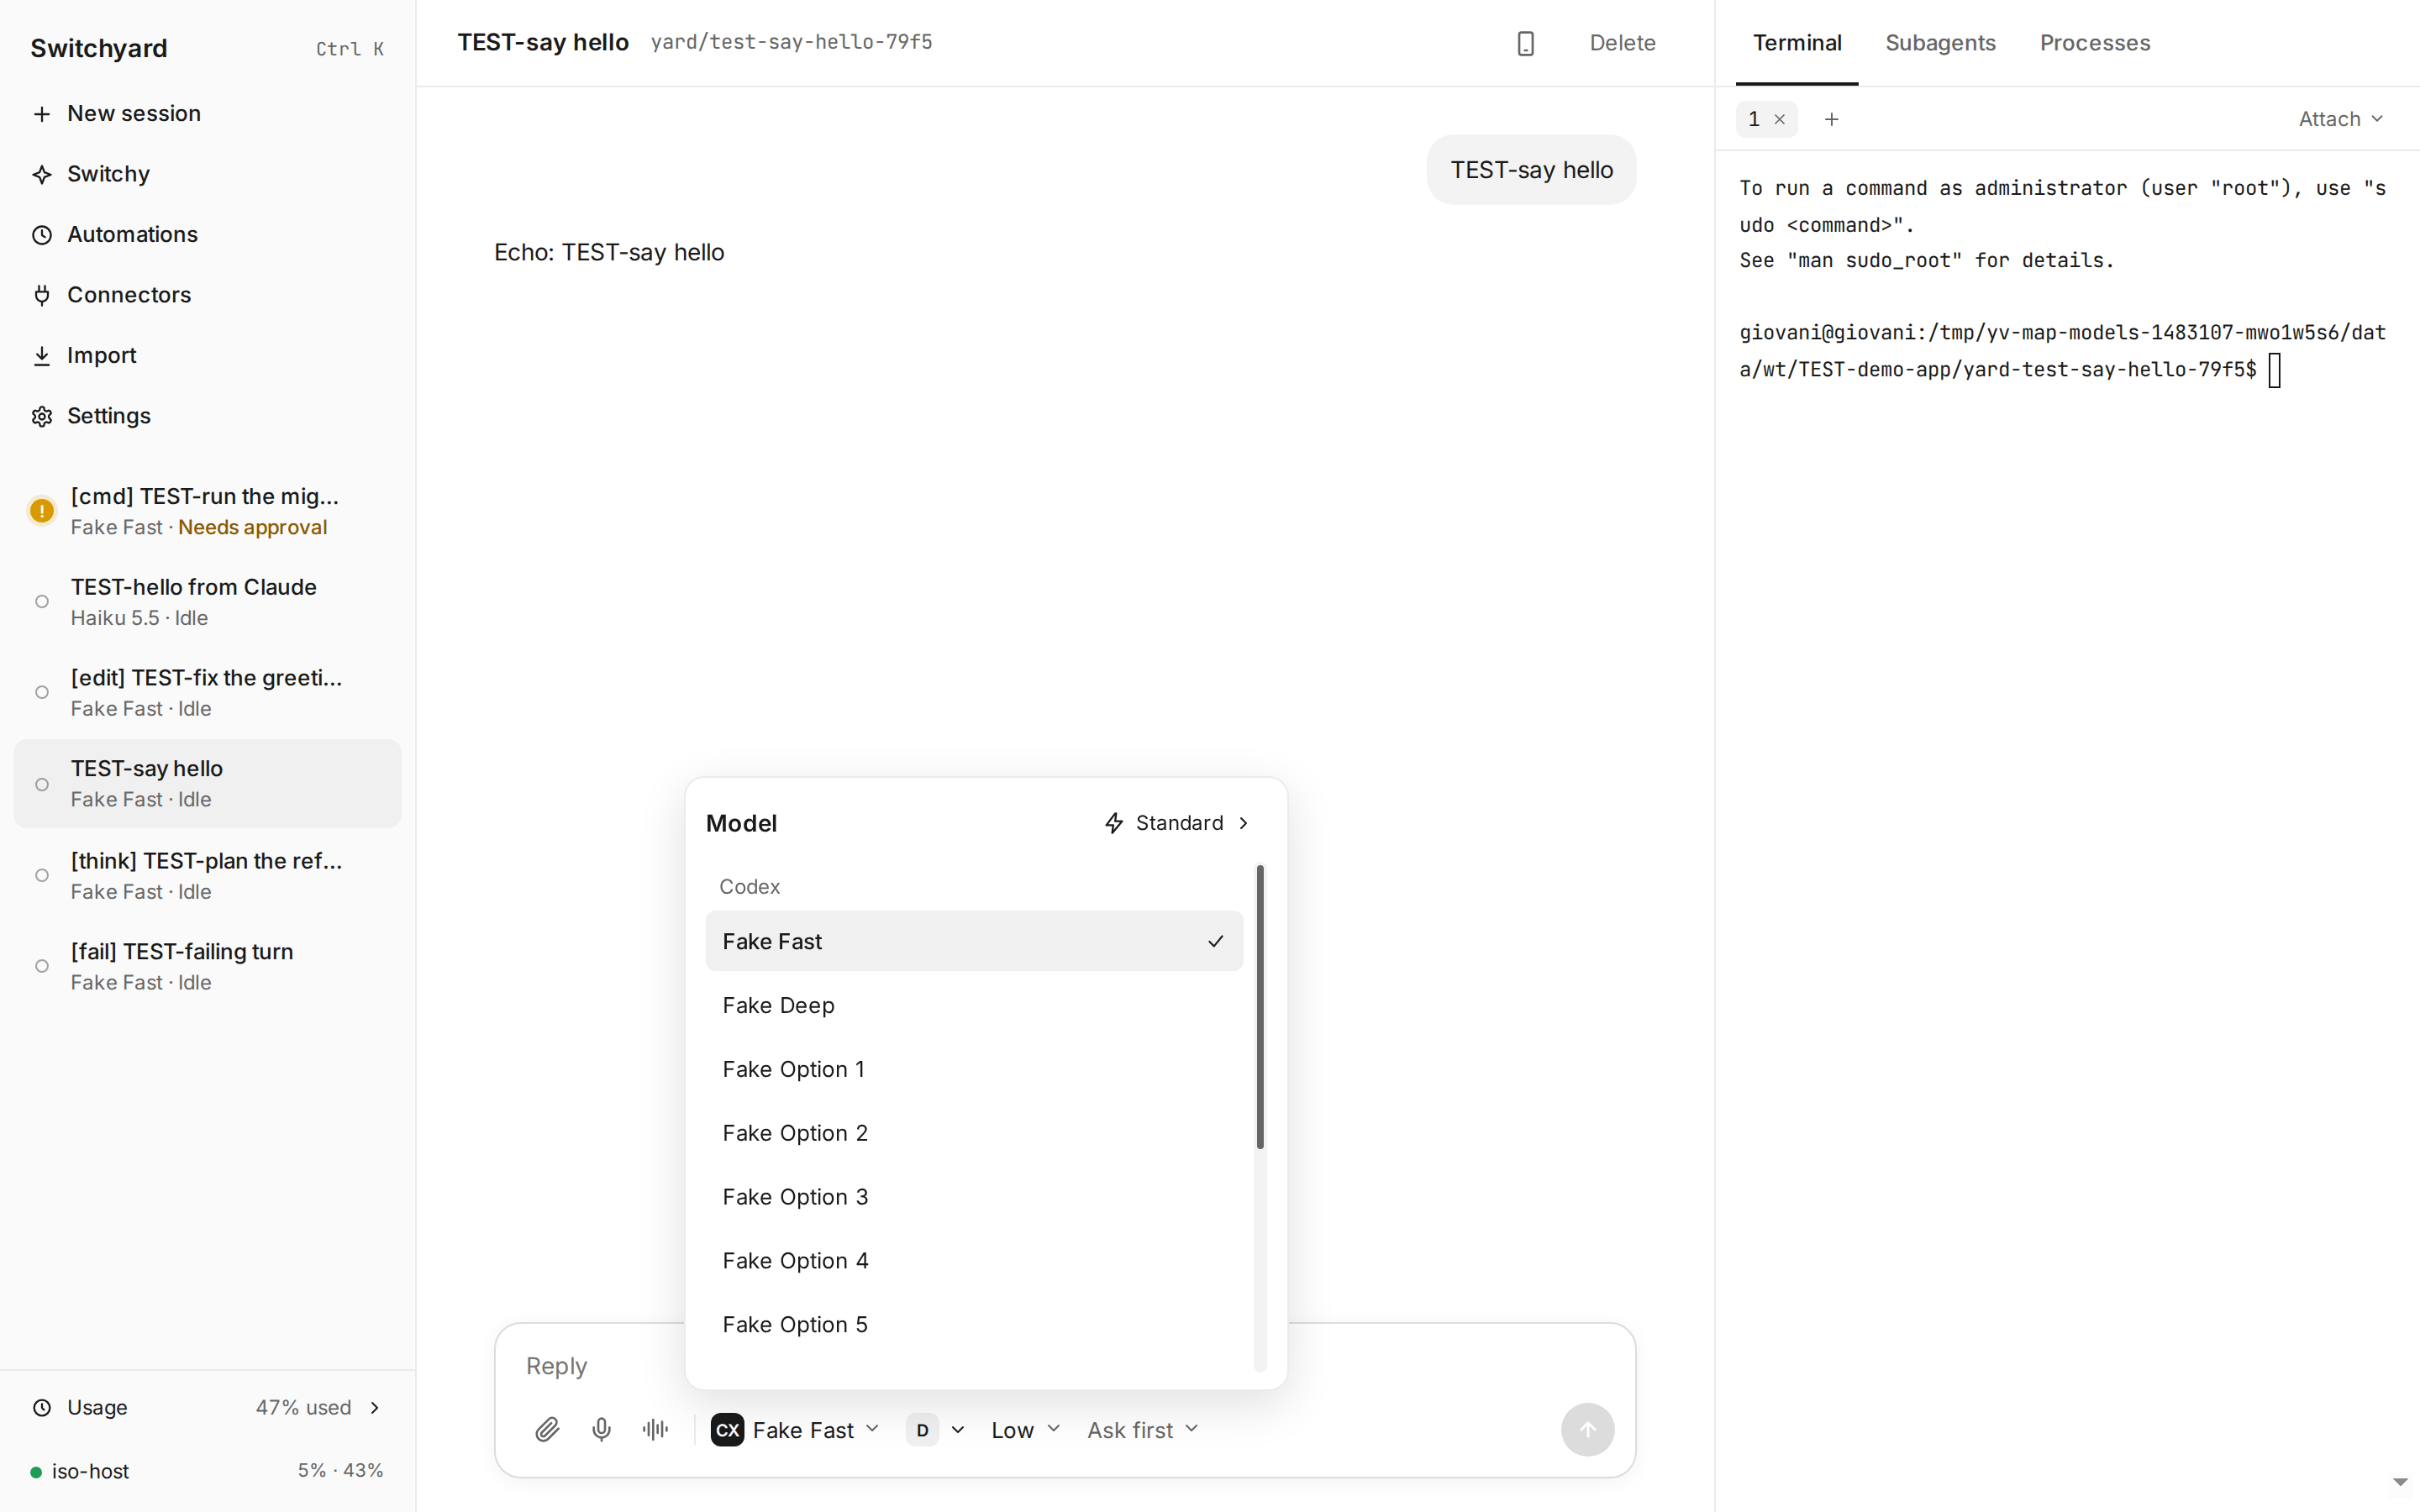 Switchyard
Ctrl K
New session
Switchy
Automations
Connectors
Import
Settings
[cmd] TEST-run the mig...
Fake Fast · Needs approval
TEST-hello from Claude
Haiku 5.5 · Idle
[edit] TEST-fix the greeti...
Fake Fast · Idle
TEST-say hello
Fake Fast · Idle
[think] TEST-plan the ref...
Fake Fast · Idle
[fail] TEST-failing turn
Fake Fast · Idle
Usage 47% used
iso-host 5% · 43%
TEST-say hello yard/test-say-hello-79f5
Delete
TEST-say hello
Echo: TEST-say hello
Model Standard
Codex
Fake Fast
Fake Deep
Fake Option 1
Fake Option 2
Fake Option 3
Fake Option 4
Fake Option 5
Reply
CX Fake Fast D Low Ask first
Terminal Subagents Processes
1 Attach
To run a command as administrator (user "root"), use "s
udo <command>".
See "man sudo_root" for details.
giovani@giovani:/tmp/yv-map-models-1483107-mwo1w5s6/dat
a/wt/TEST-demo-app/yard-test-say-hello-79f5$